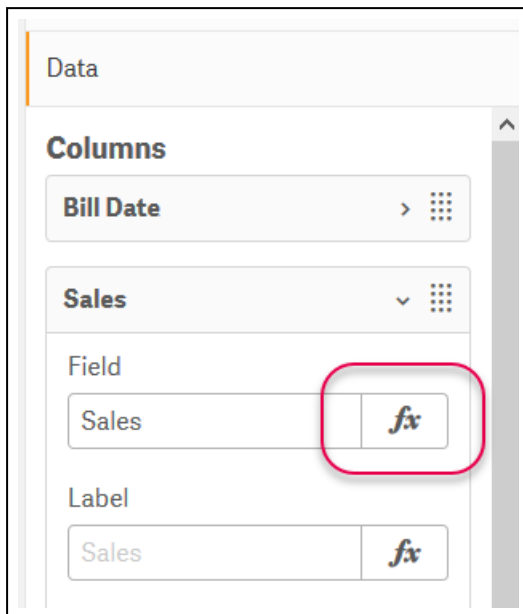 Data
Columns
Bill Date
Sales
Field
Sales fx
Label
Sales fx